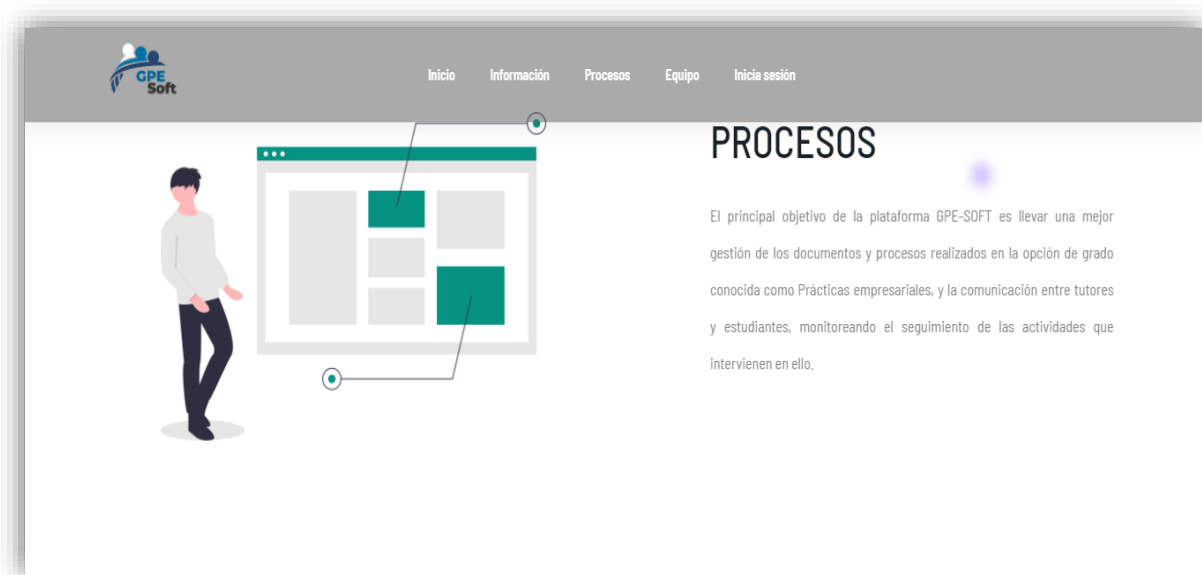 GPE
Soft
Inicio Información Procesos Equipo Inicia sesión
PROCESOS
El principal objetivo de la plataforma GPE-SOFT es llevar una mejor
gestión de los documentos y procesos realizados en la opción de grado
conocida como Prácticas empresariales, y la comunicación entre tutores
y estudiantes, monitoreando el seguimiento de las actividades que
intervienen en ello.